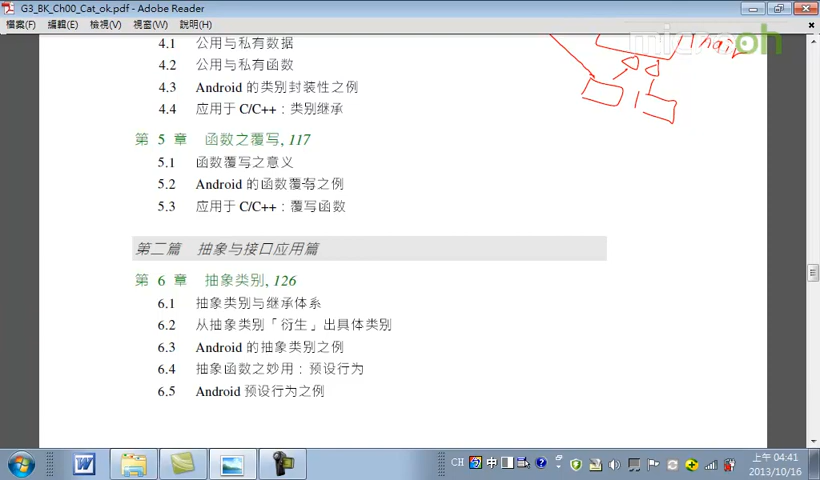 G3_BK_Ch00_Cat_ok.pdf - Adobe Reader
檔案(F) 編輯(E) 檢視(V) 視窗(W) 說明(H)
microoh
hair
4.1 公用与私有数据
4.2 公用与私有函数
4.3 Android 的类别封装性之例
4.4 应用于 C/C++：类别继承
第 5 章 函数之覆写, 117
5.1 函数覆写之意义
5.2 Android 的函数覆写之例
5.3 应用于 C/C++：覆写函数
第二篇 抽象与接口应用篇
第 6 章 抽象类别, 126
6.1 抽象类别与继承体系
6.2 从抽象类别「衍生」出具体类别
6.3 Android 的抽象类别之例
6.4 抽象函数之妙用：预设行为
6.5 Android 预设行为之例
CH 中
上午 04:41
2013/10/16